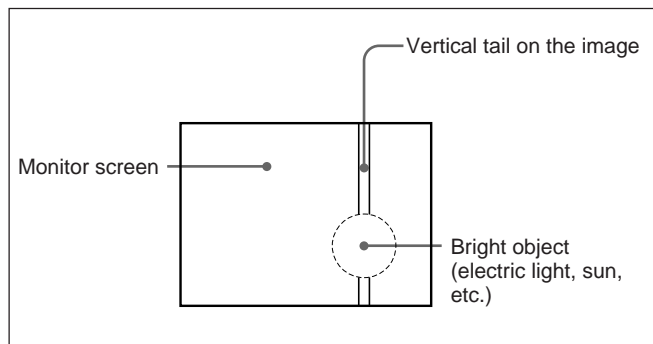 Vertical tail on the image
Monitor screen
Bright object
(electric light, sun,
etc.)